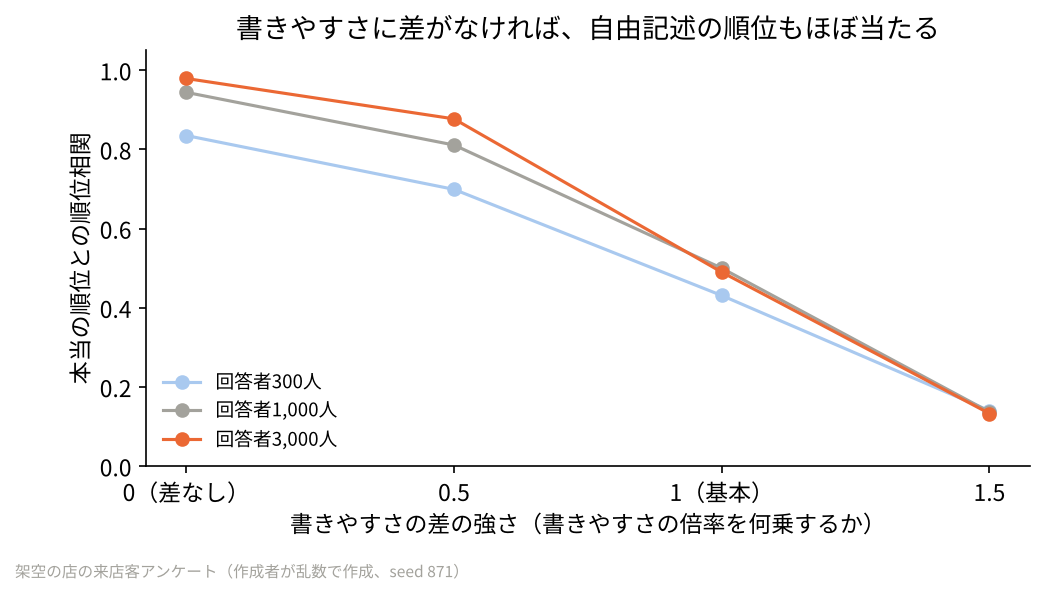 書きやすさに差がなければ、自由記述の順位もほぼ当たる
本当の順位との順位相関
1.0
0.8
0.6
0.4
0.2
0.0
回答者300人
回答者1,000人
回答者3,000人
0（差なし） 0.5 1（基本） 1.5
書きやすさの差の強さ（書きやすさの倍率を何乗するか）
架空の店の来店客アンケート（作成者が乱数で作成、seed 871）